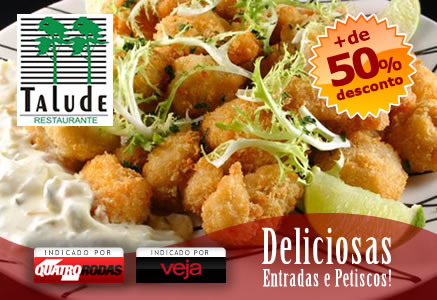 TALUDE
RESTAURANTE
+ de
50%
desconto
INDICADO POR
QUATRO RODAS
INDICADO POR
veja
Deliciosas
Entradas e Petiscos!